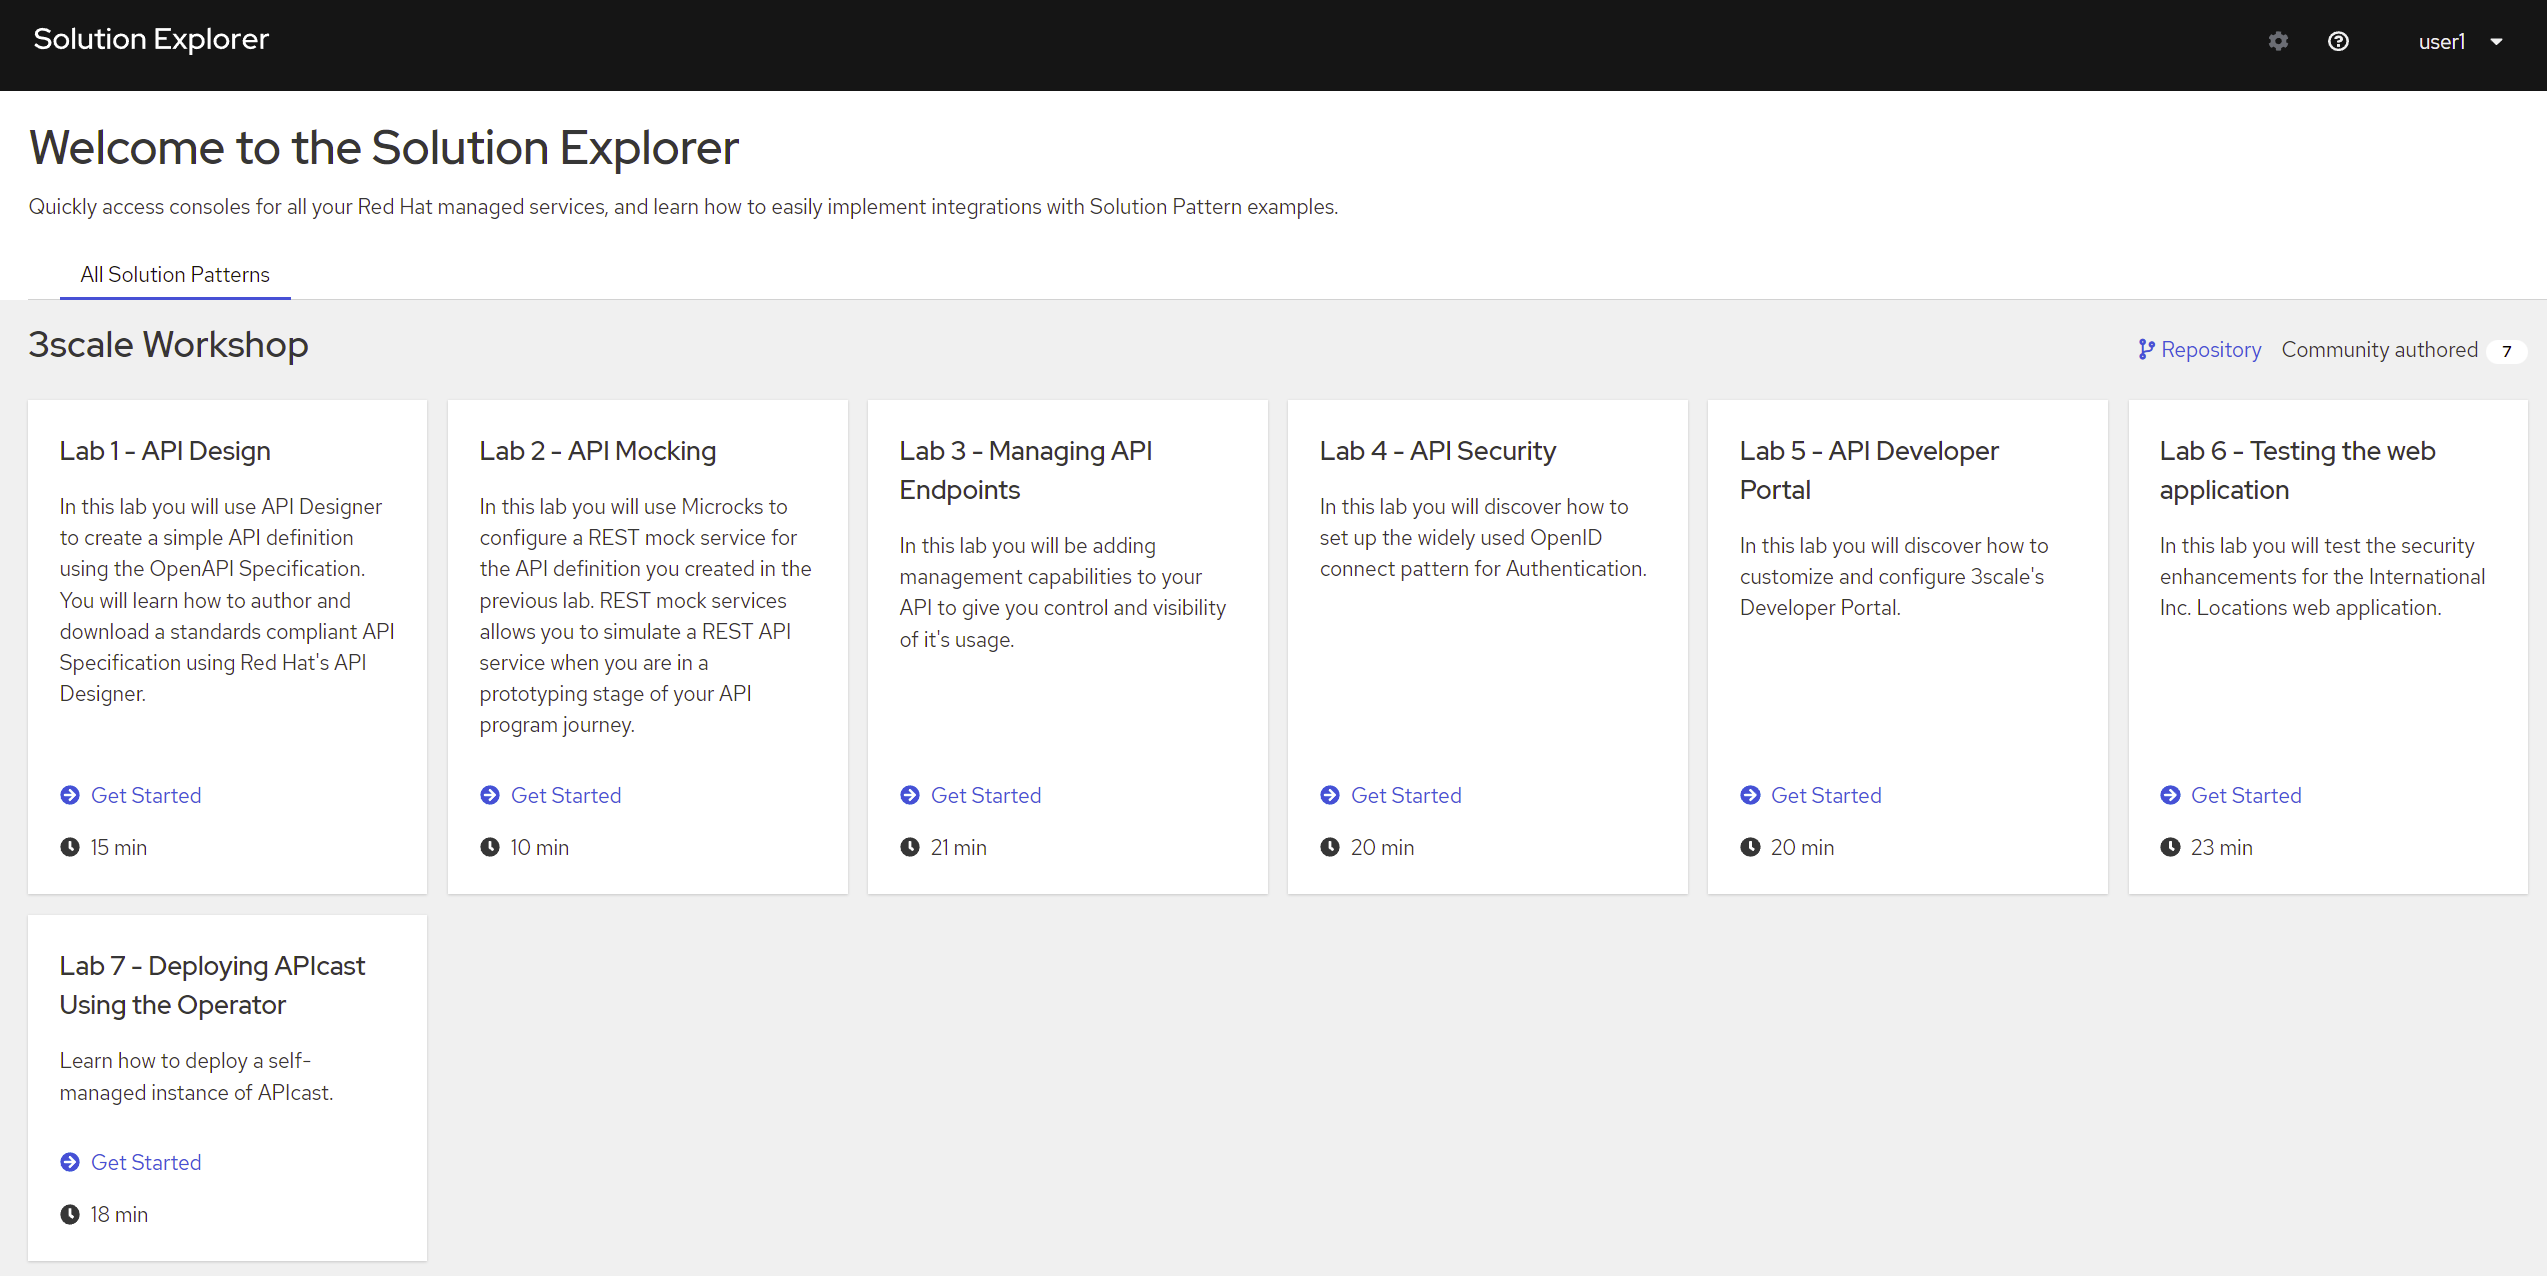 Solution Explorer
user1
Welcome to the Solution Explorer
Quickly access consoles for all your Red Hat managed services, and learn how to easily implement integrations with Solution Pattern examples.
All Solution Patterns
3scale Workshop
Repository
Community authored 7
Lab 1 - API Design
In this lab you will use API Designer
to create a simple API definition
using the OpenAPI Specification.
You will learn how to author and
download a standards compliant API
Specification using Red Hat's API
Designer.
Get Started
15 min
Lab 2 - API Mocking
In this lab you will use Microcks to
configure a REST mock service for
the API definition you created in the
previous lab. REST mock services
allows you to simulate a REST API
service when you are in a
prototyping stage of your API
program journey.
Get Started
10 min
Lab 3 - Managing API
Endpoints
In this lab you will be adding
management capabilities to your
API to give you control and visibility
of it's usage.
Get Started
21 min
Lab 4 - API Security
In this lab you will discover how to
set up the widely used OpenID
connect pattern for Authentication.
Get Started
20 min
Lab 5 - API Developer
Portal
In this lab you will discover how to
customize and configure 3scale's
Developer Portal.
Get Started
20 min
Lab 6 - Testing the web
application
In this lab you will test the security
enhancements for the International
Inc. Locations web application.
Get Started
23 min
Lab 7 - Deploying APIcast
Using the Operator
Learn how to deploy a self-
managed instance of APIcast.
Get Started
18 min